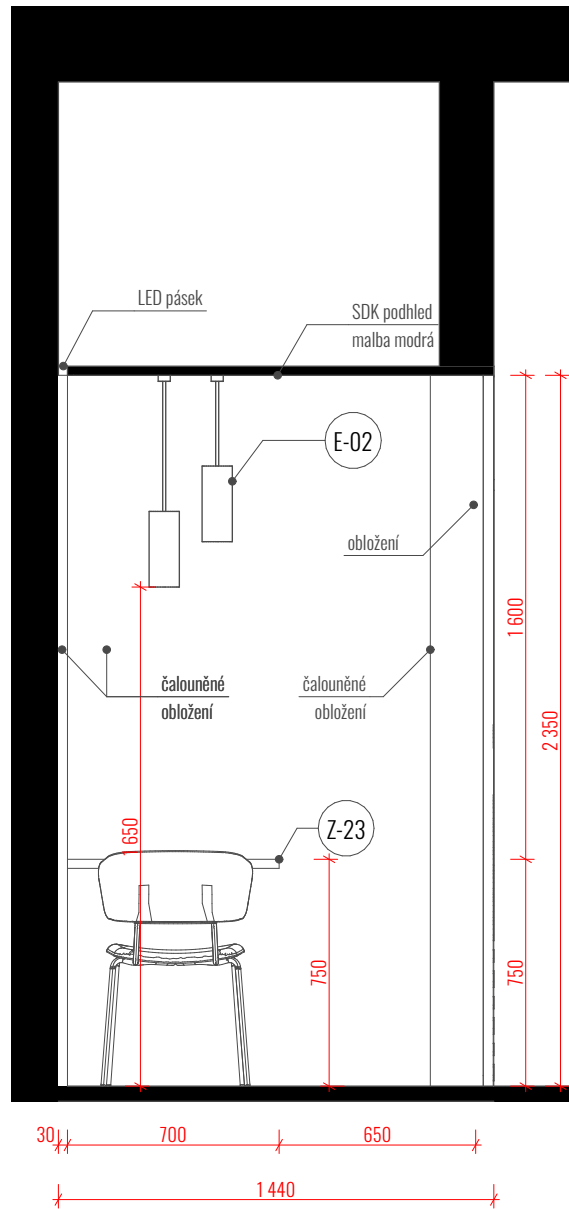 LED pásek
SDK podhled
malba modrá
E-02
obložení
1 600
2 350
čalouněné
obložení
čalouněné
obložení
1 650
Z-23
750
750
30
700
650
1 440